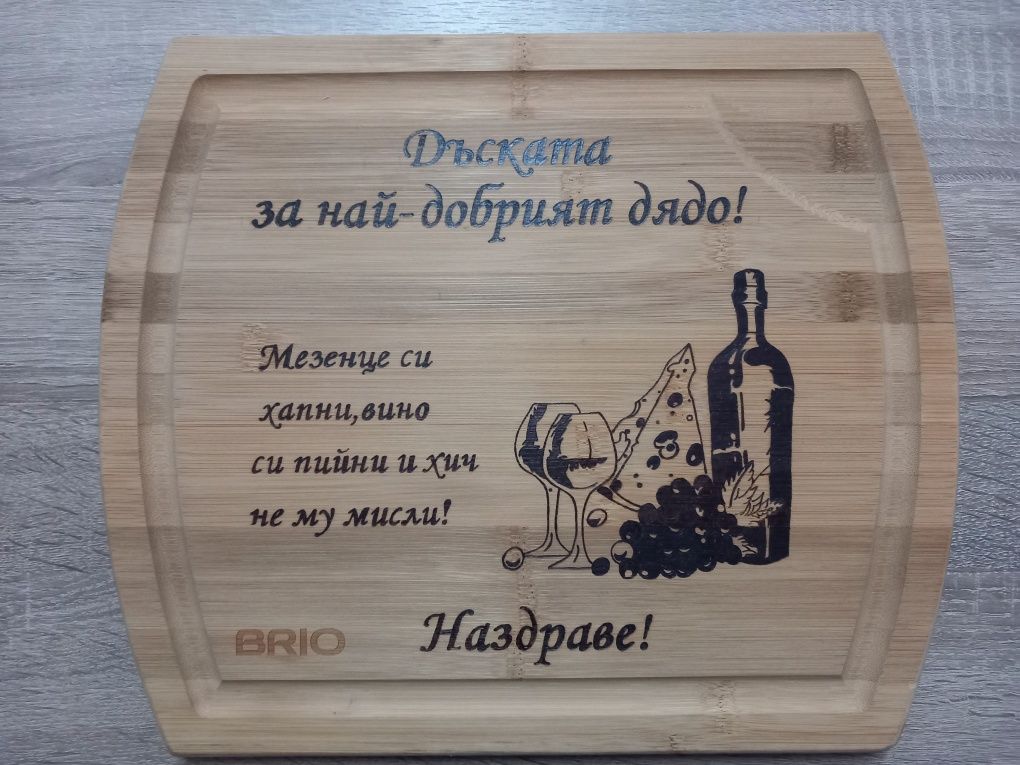 Дъската
за най-добрият дядо!
Мезенце си
хапни,вино
си пийни и хич
не му мисли!
Наздраве!
BRIO